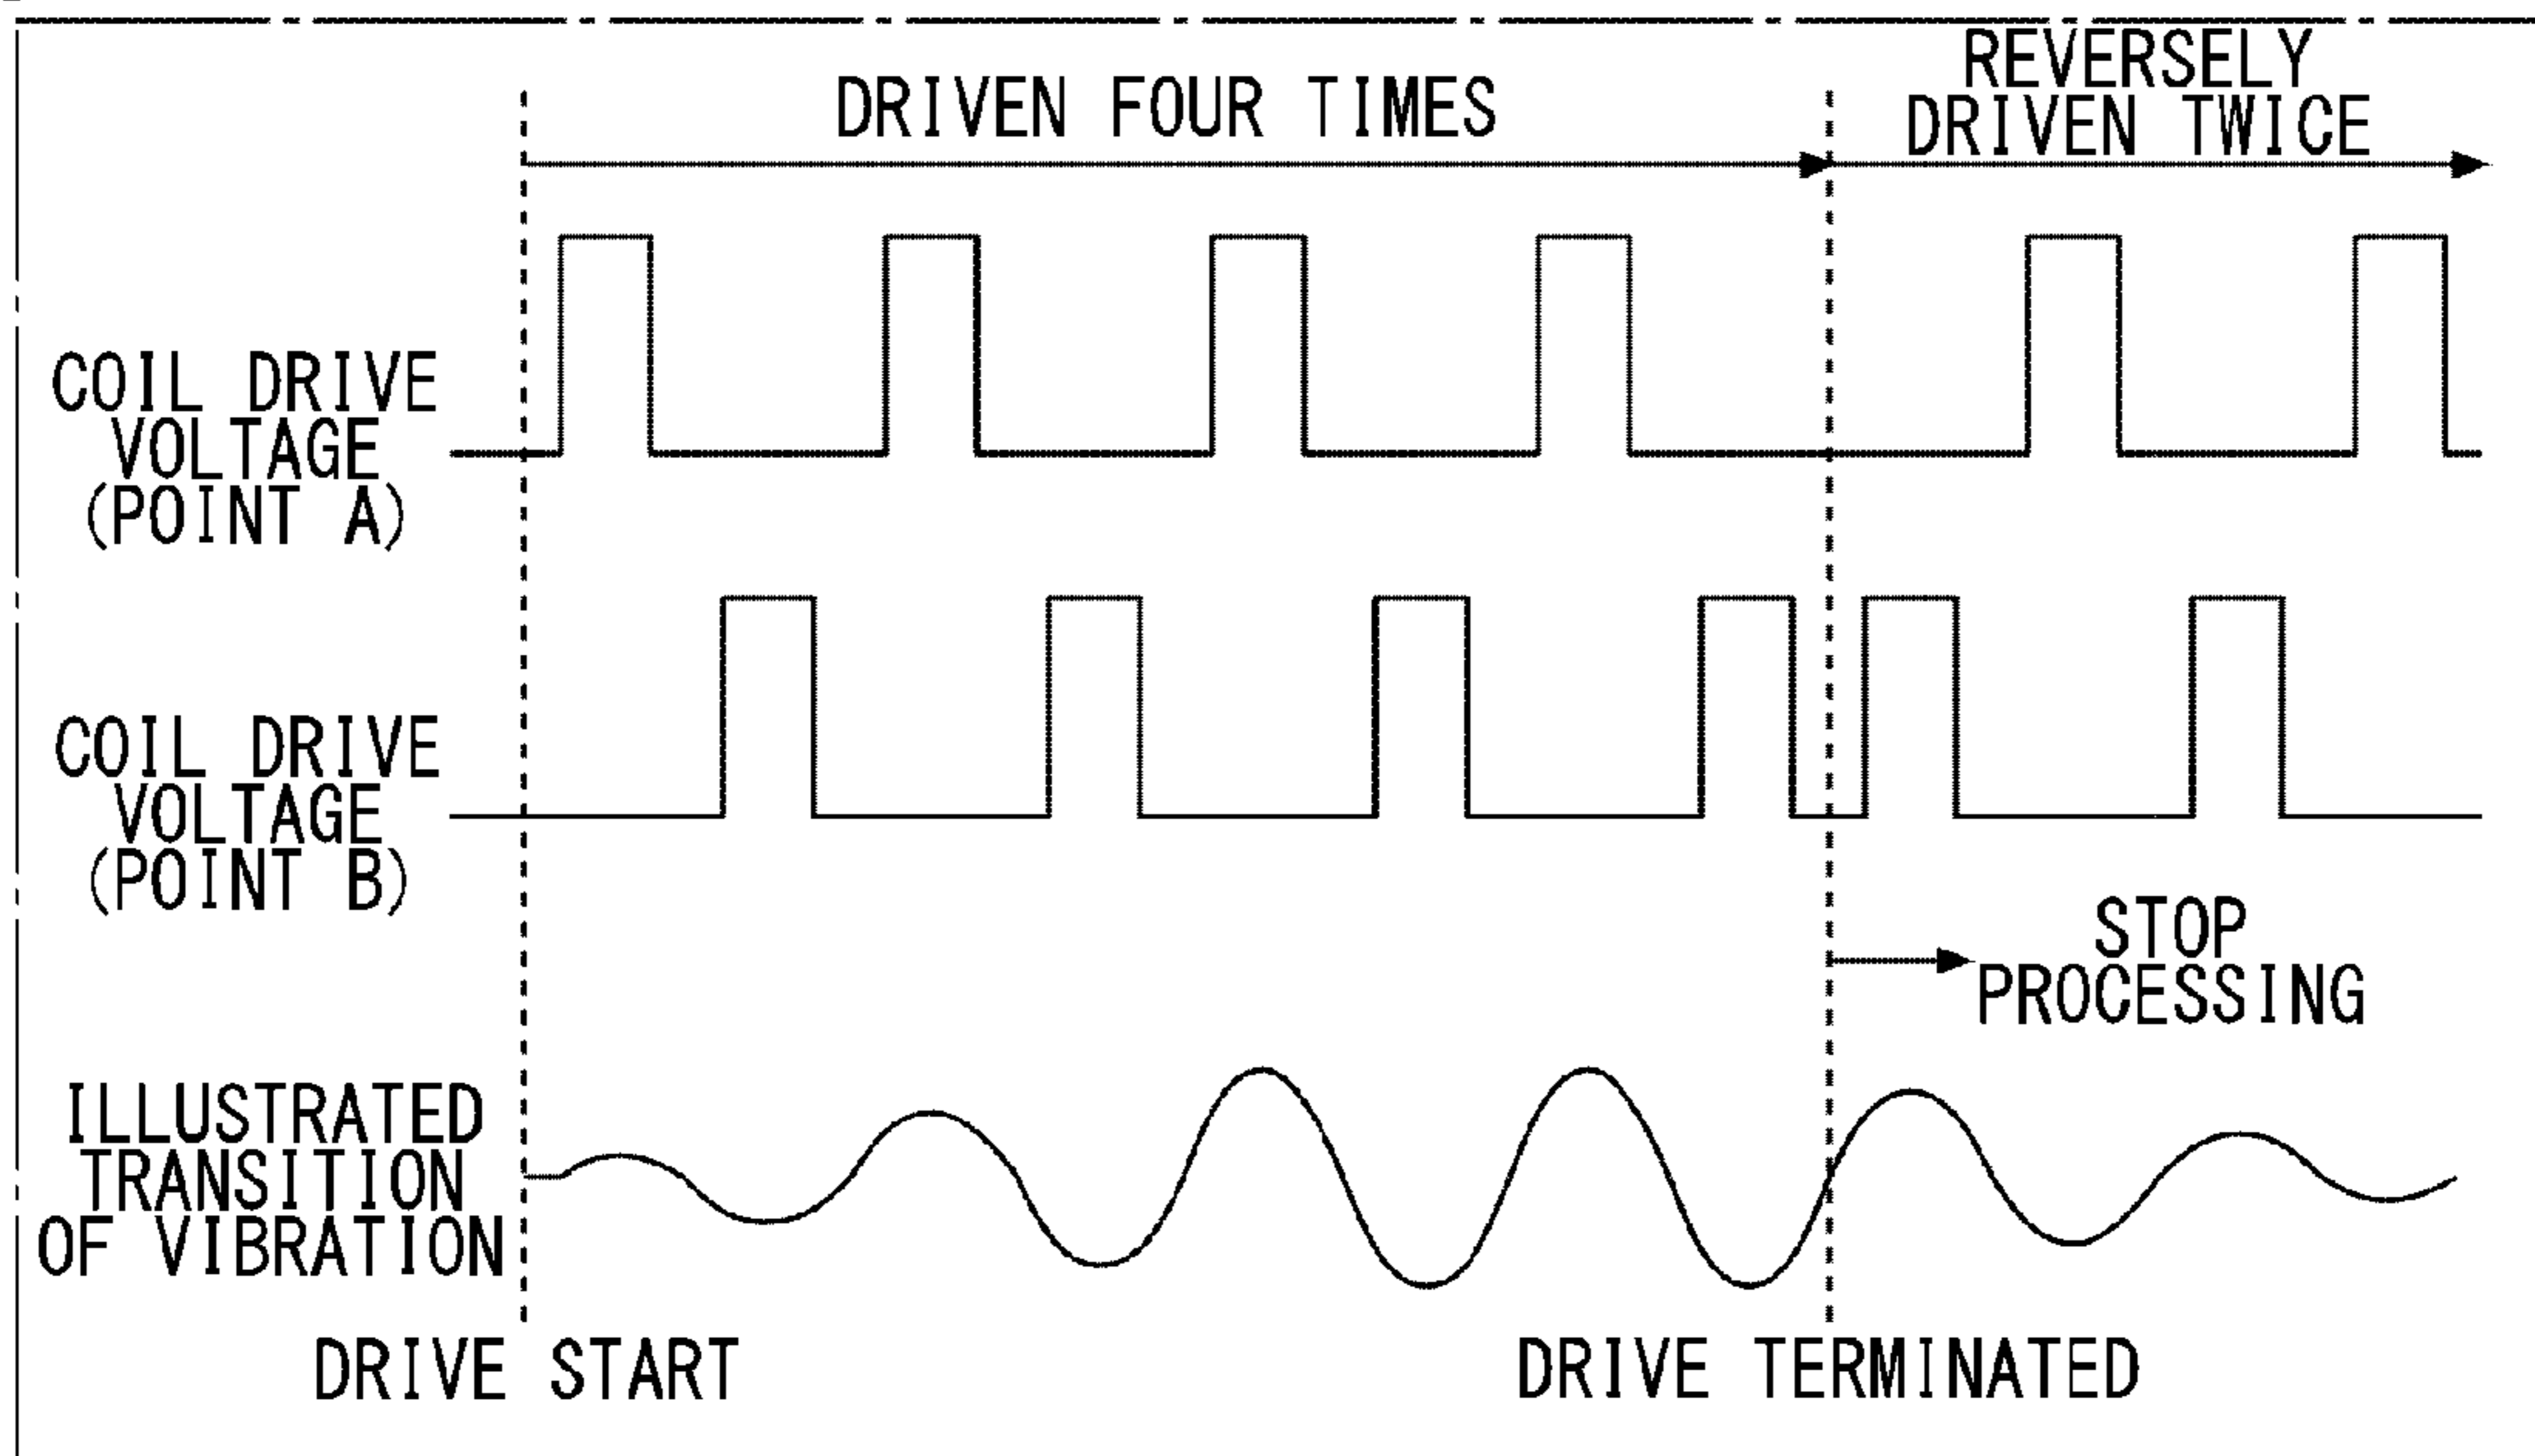 REVERSELY
DRIVEN FOUR TIMES
DRIVEN TWICE
COIL DRIVE
VOLTAGE
(POINT A)
COIL DRIVE
VOLTAGE
(POINT B)
STOP
PROCESSING
ILLUSTRATED
TRANSITION
OF VIBRATION
DRIVE START
DRIVE TERMINATED